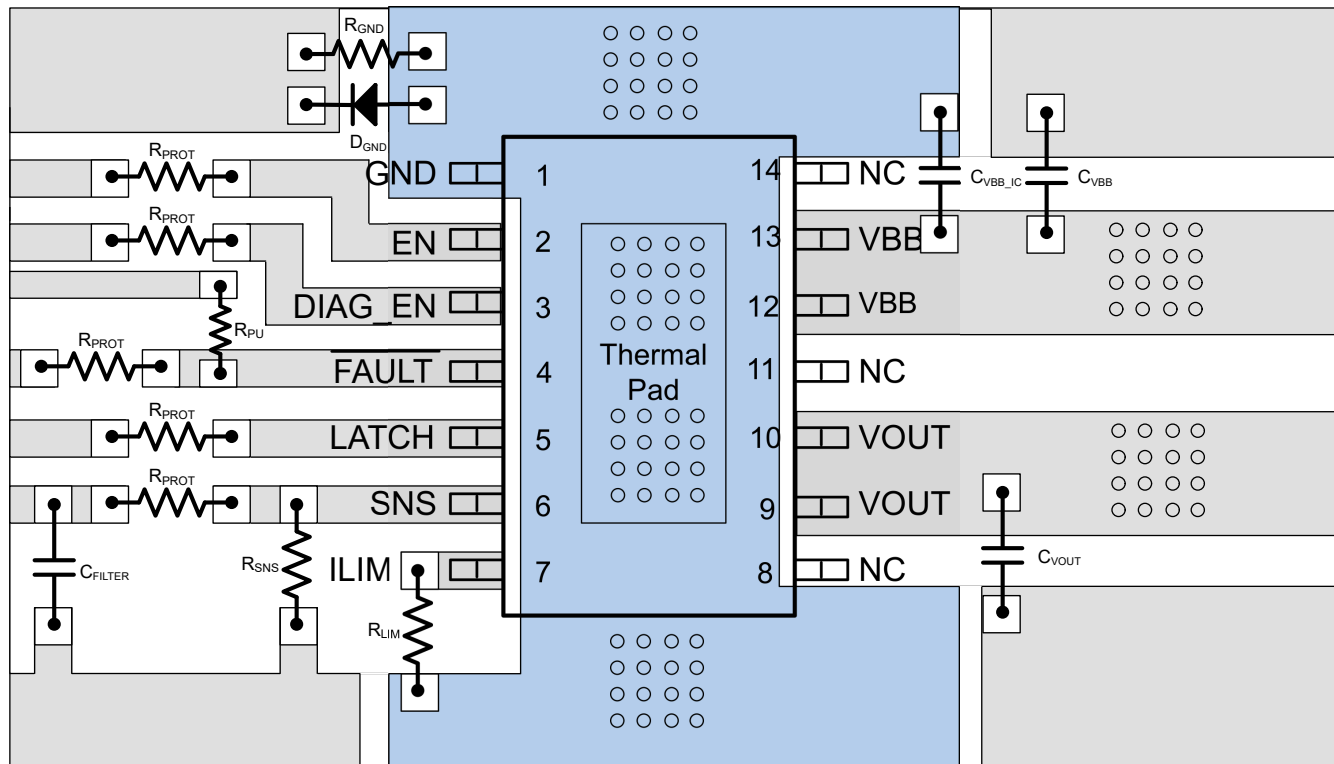 RGND
DGND
RPROT
GND
1
14
NC
CVBB_IC
CVBB
RPROT
EN
2
13
VBB
DIAG_EN
3
12
VBB
RPU
RPROT
FAULT
4
Thermal
Pad
11
NC
RPROT
LATCH
5
10
VOUT
RPROT
SNS
6
9
VOUT
CFILTER
RSNS
ILIM
7
8
NC
CVOUT
RLIM